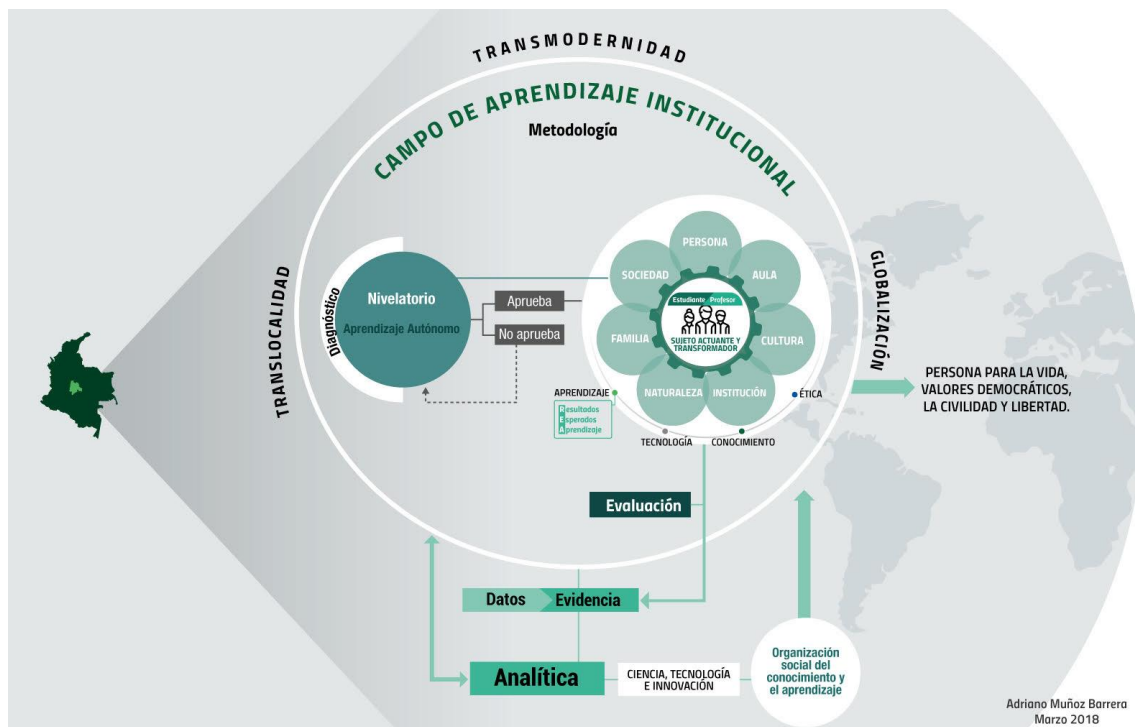 TRANSMODERNIDAD
CAMPO DE APRENDIZAJE INSTITUCIONAL
Metodología
TRANSLOCALIDAD
GLOBALIZACIÓN
Diagnóstico
Nivelatorio
Aprendizaje Autónomo
Aprueba
No aprueba
PERSONA
SOCIEDAD
AULA
FAMILIA
CULTURA
NATURALEZA
INSTITUCIÓN
Estudiante Profesor
SUJETO ACTUANTE Y
TRANSFORMADOR
APRENDIZAJE
Resultados
Esperados
Aprendizaje
TECNOLOGÍA
CONOCIMIENTO
ÉTICA
PERSONA PARA LA VIDA,
VALORES DEMOCRÁTICOS,
LA CIVILIDAD Y LIBERTAD.
Evaluación
Datos
Evidencia
Analítica
CIENCIA, TECNOLOGÍA
E INNOVACIÓN
Organización
social del
conocimiento y
el aprendizaje
Adriano Muñoz Barrera
Marzo 2018